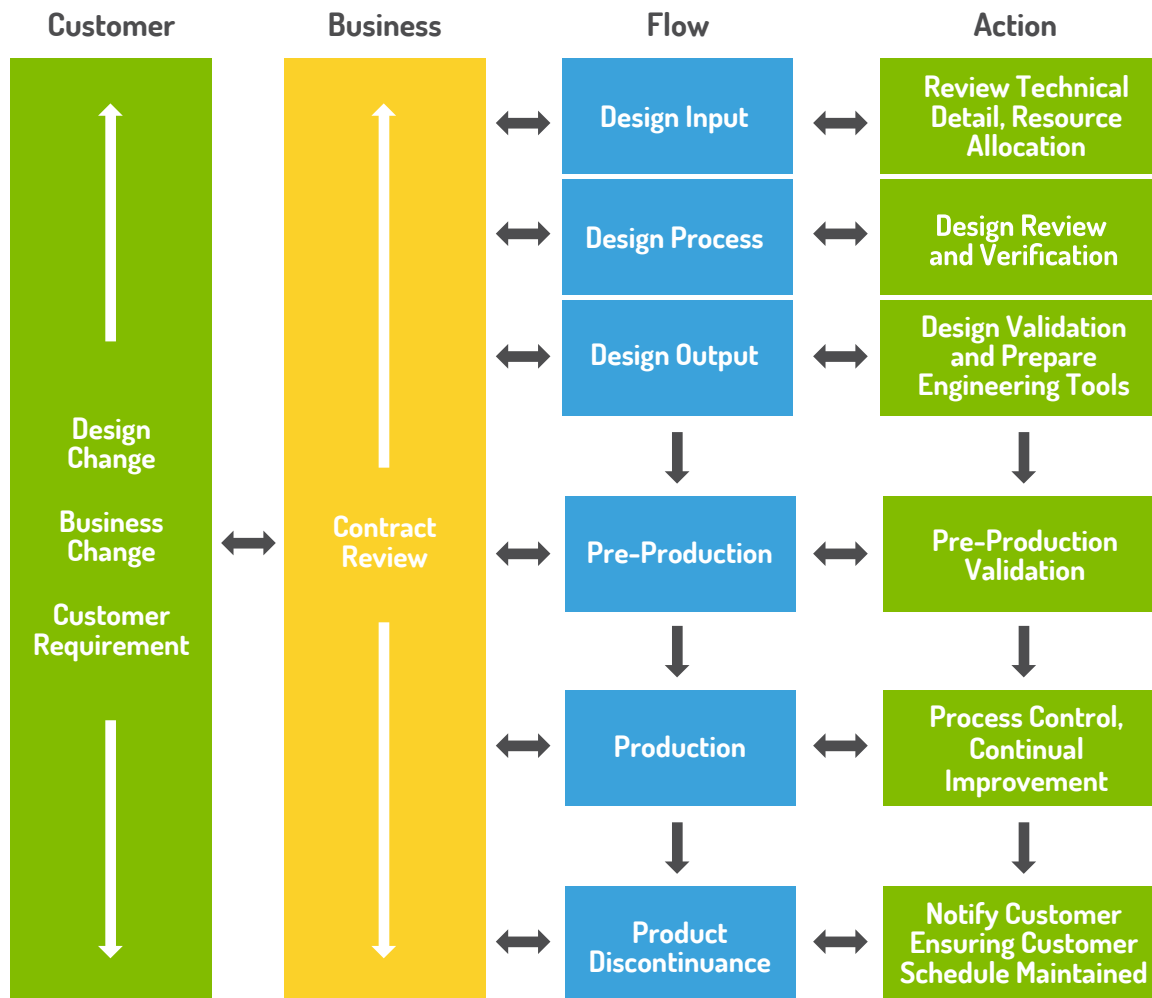 Customer
Business
Flow
Action
Design
Change
Business
Change
Customer
Requirement
Contract
Review
Design Input
Review Technical
Detail, Resource
Allocation
Design Process
Design Review
and Verification
Design Output
Design Validation
and Prepare
Engineering Tools
Pre-Production
Pre-Production
Validation
Production
Process Control,
Continual
Improvement
Product
Discontinuance
Notify Customer
Ensuring Customer
Schedule Maintained